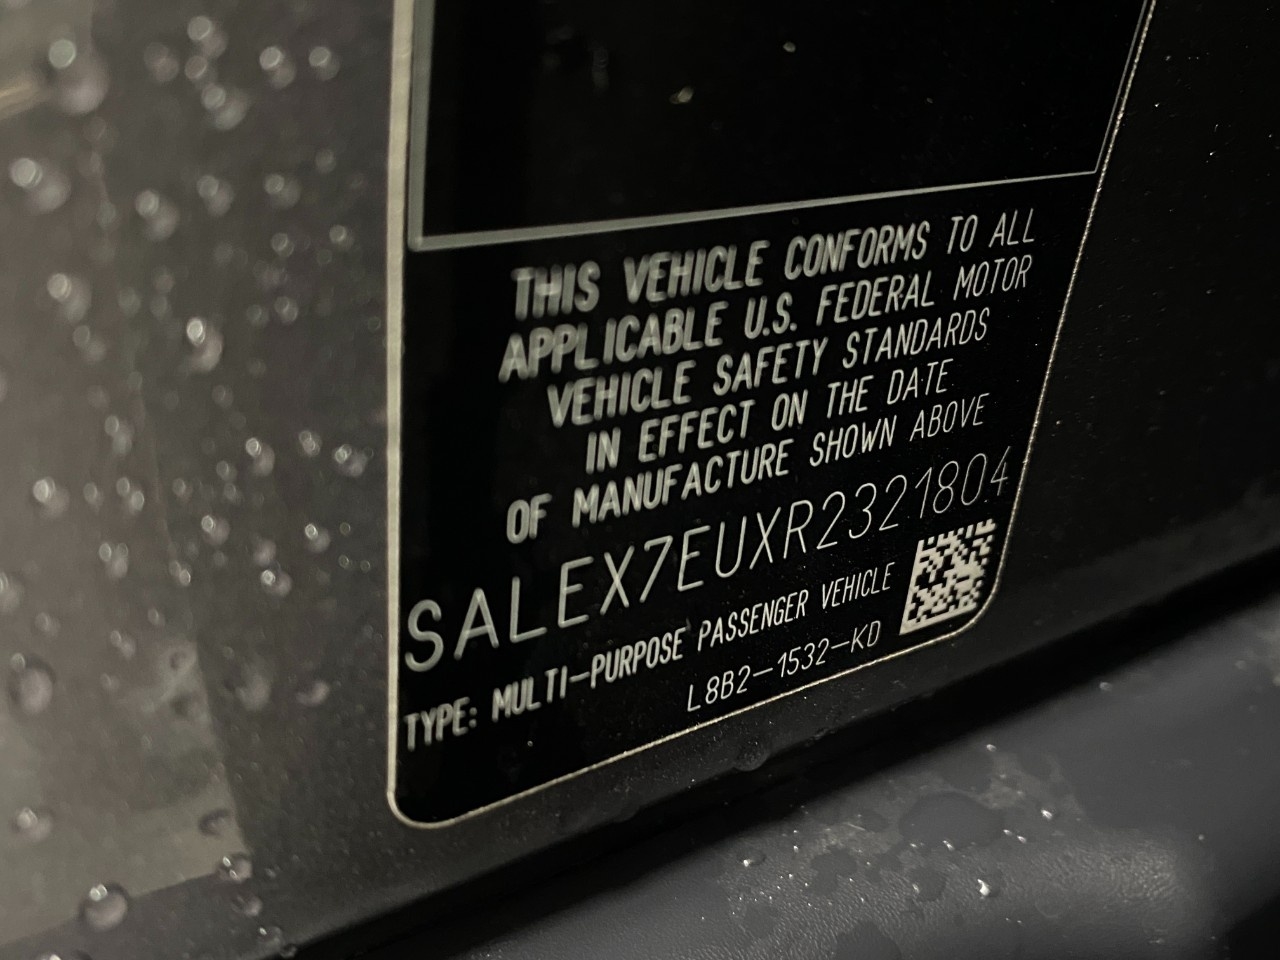 THIS VEHICLE CONFORMS TO ALL
APPLICABLE U.S. FEDERAL MOTOR
VEHICLE SAFETY STANDARDS
IN EFFECT ON THE DATE
OF MANUFACTURE SHOWN ABOVE
SALEX7EUXR2321804
TYPE: MULTI-PURPOSE PASSENGER VEHICLE
L8B2-1532-KD